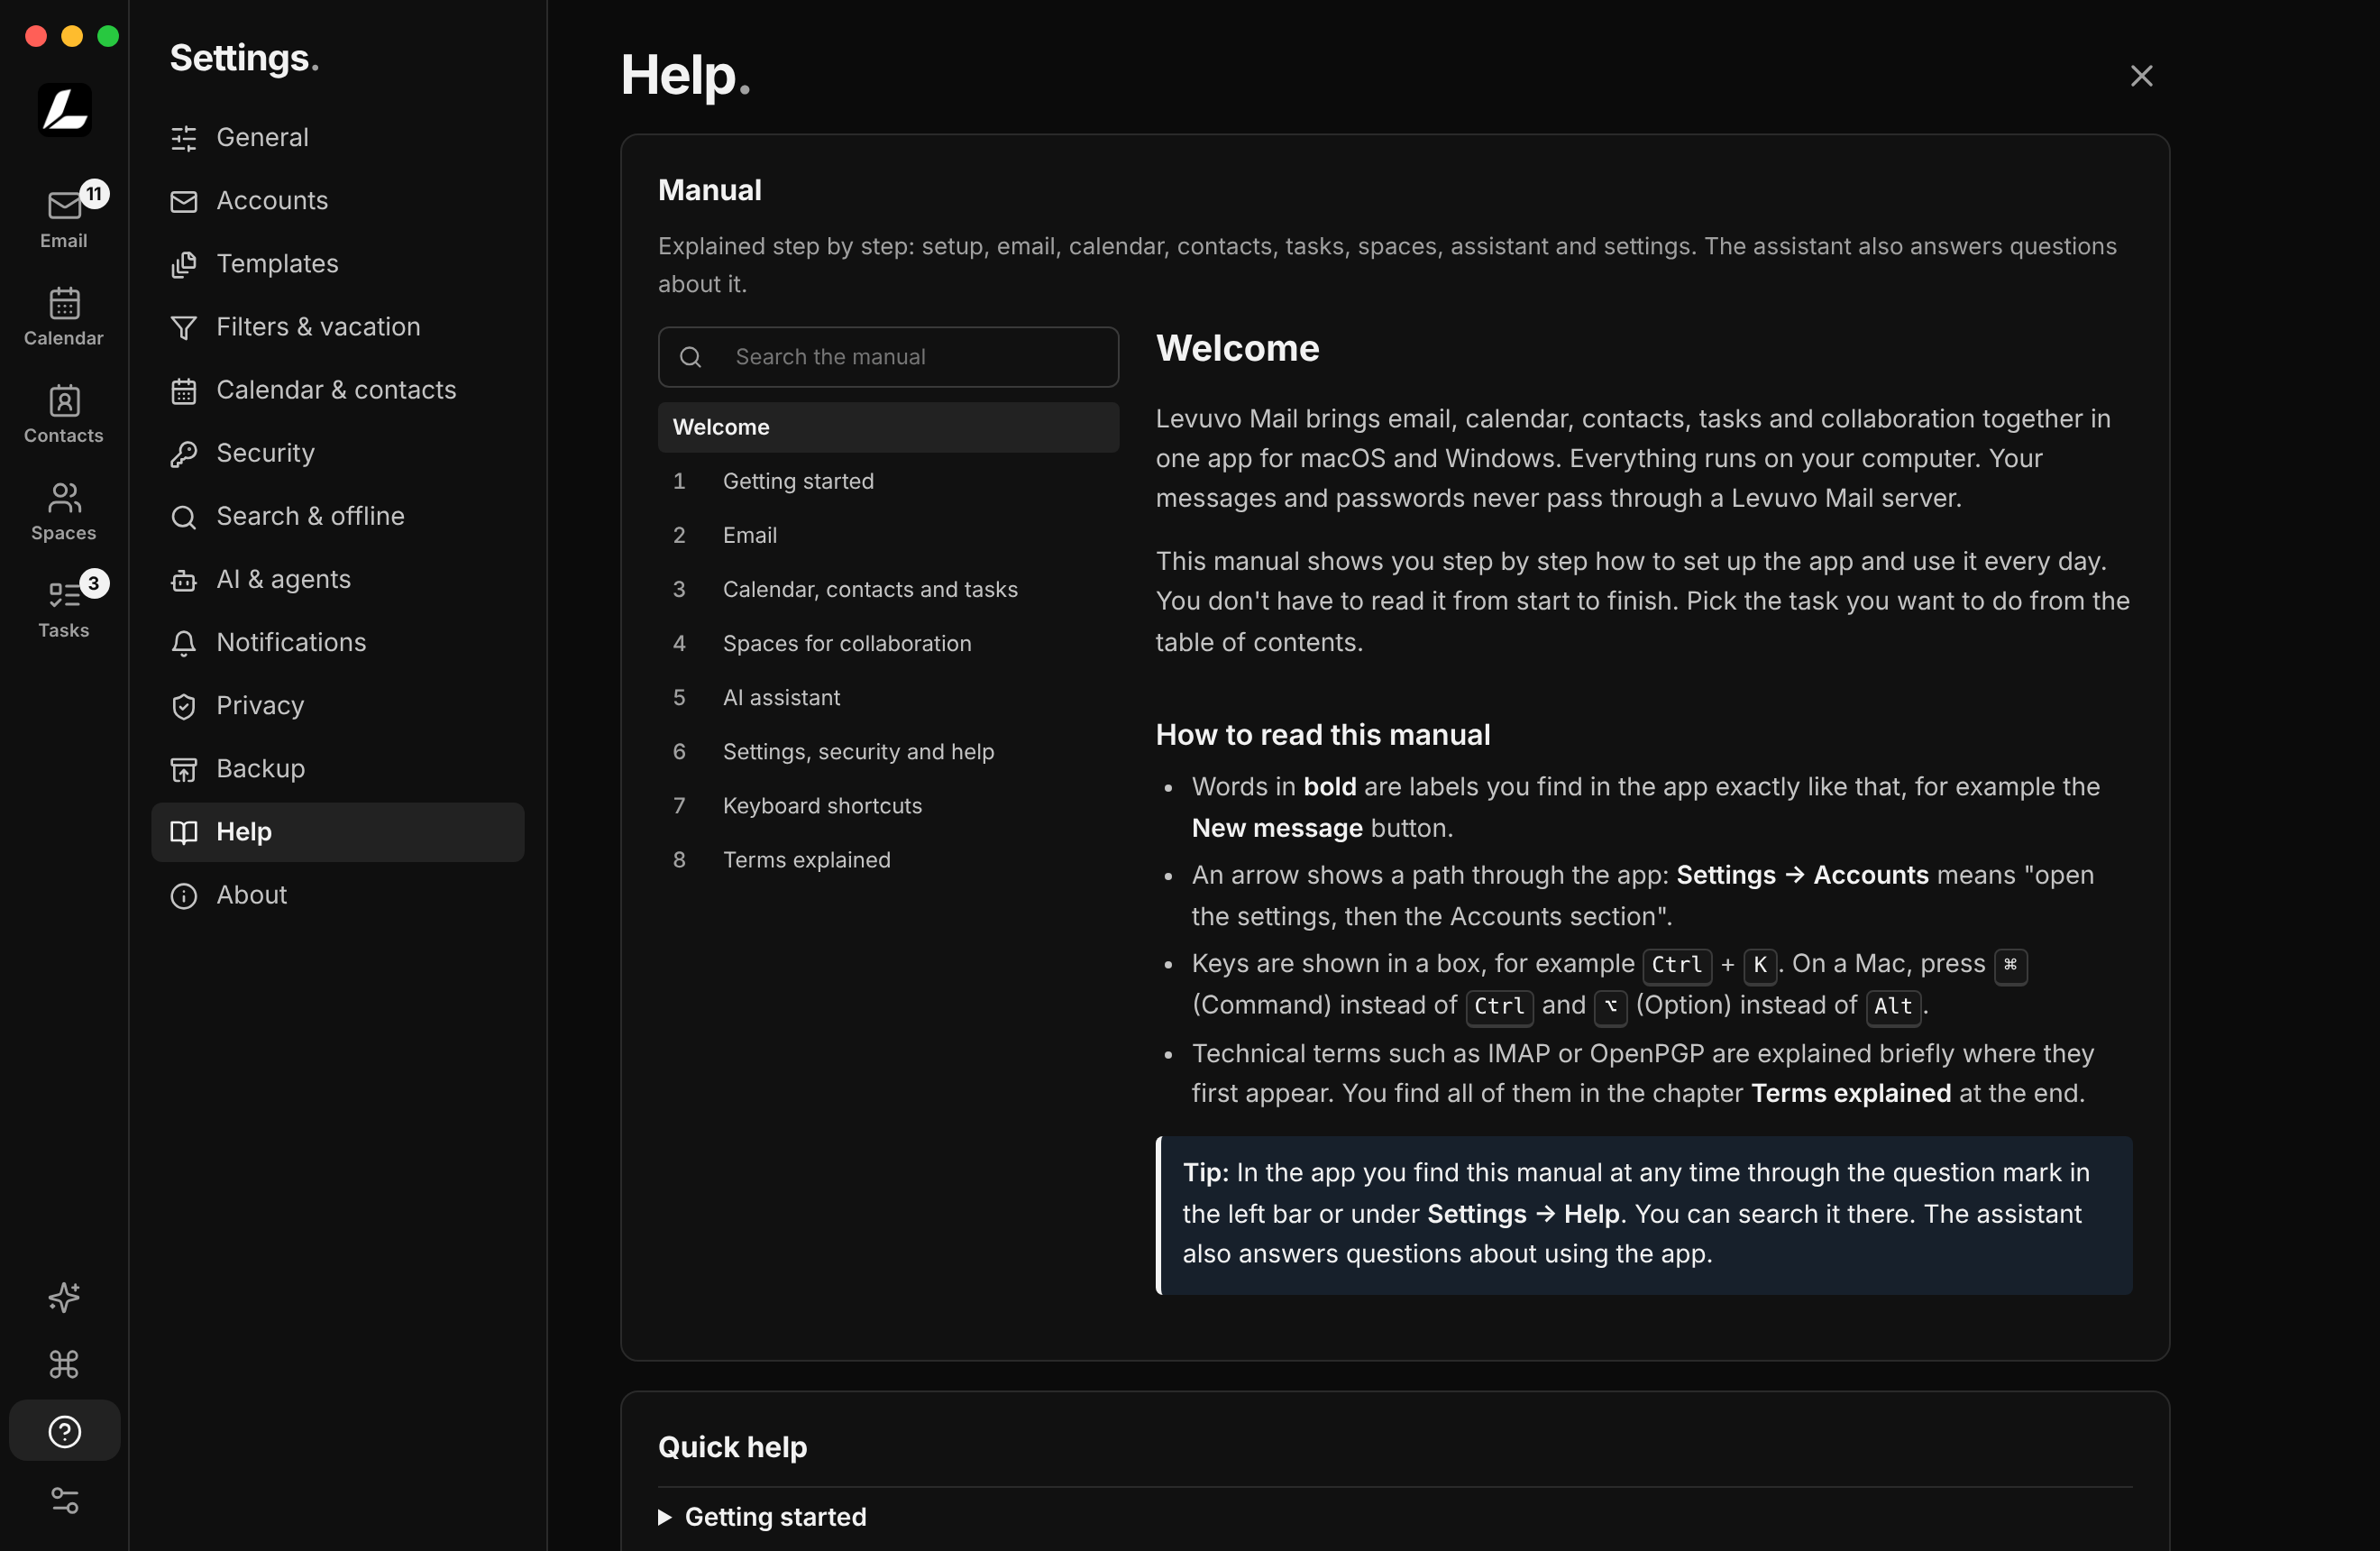 11
Email
Calendar
Contacts
Spaces
3
Tasks
Settings.
General
Accounts
Templates
Filters & vacation
Calendar & contacts
Security
Search & offline
AI & agents
Notifications
Privacy
Backup
Help
About
Help.
Manual
Explained step by step: setup, email, calendar, contacts, tasks, spaces, assistant and settings. The assistant also answers questions
about it.
Search the manual
Welcome
1 Getting started
2 Email
3 Calendar, contacts and tasks
4 Spaces for collaboration
5 AI assistant
6 Settings, security and help
7 Keyboard shortcuts
8 Terms explained
Welcome
Levuvo Mail brings email, calendar, contacts, tasks and collaboration together in
one app for macOS and Windows. Everything runs on your computer. Your
messages and passwords never pass through a Levuvo Mail server.
This manual shows you step by step how to set up the app and use it every day.
You don't have to read it from start to finish. Pick the task you want to do from the
table of contents.
How to read this manual
• Words in bold are labels you find in the app exactly like that, for example the
New message button.
• An arrow shows a path through the app: Settings → Accounts means "open
the settings, then the Accounts section".
• Keys are shown in a box, for example Ctrl + K. On a Mac, press ⌘
(Command) instead of Ctrl and ⌥ (Option) instead of Alt.
• Technical terms such as IMAP or OpenPGP are explained briefly where they
first appear. You find all of them in the chapter Terms explained at the end.
Tip: In the app you find this manual at any time through the question mark in
the left bar or under Settings → Help. You can search it there. The assistant
also answers questions about using the app.
Quick help
▶ Getting started